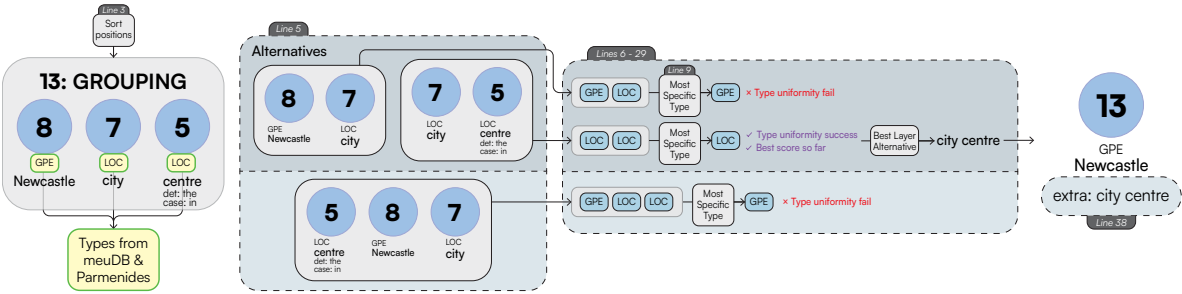 Line 3
Sort
positions
13: GROUPING
8
7
5
GPE
LOC
LOC
Newcastle
city
centre
det: the
case: in
Types from
meuDB &
Parmenides
Line 5
Alternatives
8
7
GPE
Newcastle
LOC
city
7
5
LOC
city
LOC
centre
det: the
case: in
5
8
7
LOC
centre
det: the
case: in
GPE
Newcastle
LOC
city
Lines 6 - 29
Line 9
GPE
LOC
Most
Specific
Type
GPE
× Type uniformity fail
LOC
LOC
Most
Specific
Type
LOC
✓ Type uniformity success
✓ Best score so far
Best Layer
Alternative
city centre
GPE
LOC
LOC
Most
Specific
Type
GPE
× Type uniformity fail
13
GPE
Newcastle
extra: city centre
Line 38